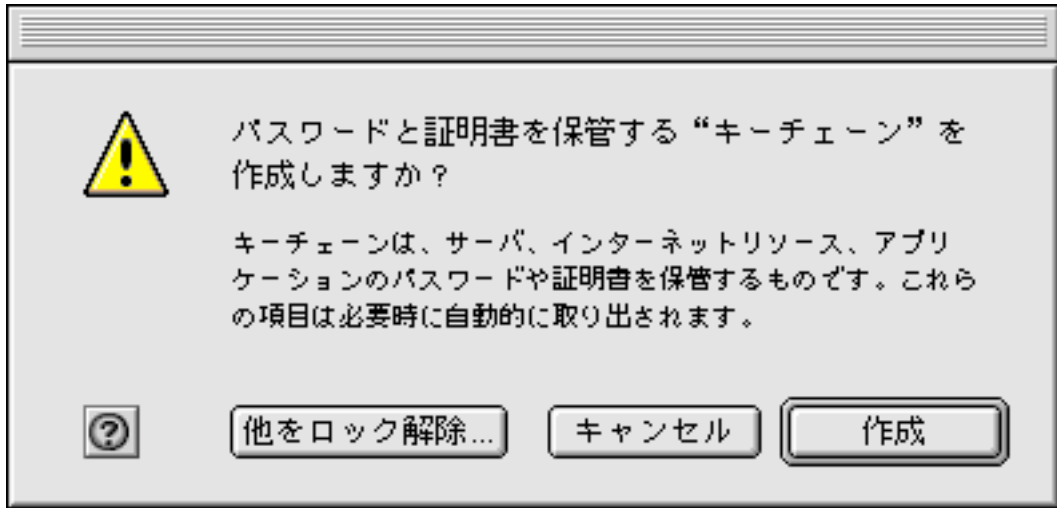 パスワードと証明書を保管する“キーチェーン”を
作成しますか？
キーチェーンは、サーバ、インターネットリソース、アプリ
ケーションのパスワードや証明書を保管するものです。これら
の項目は必要時に自動的に取り出されます。
他をロック解除... キャンセル 作成